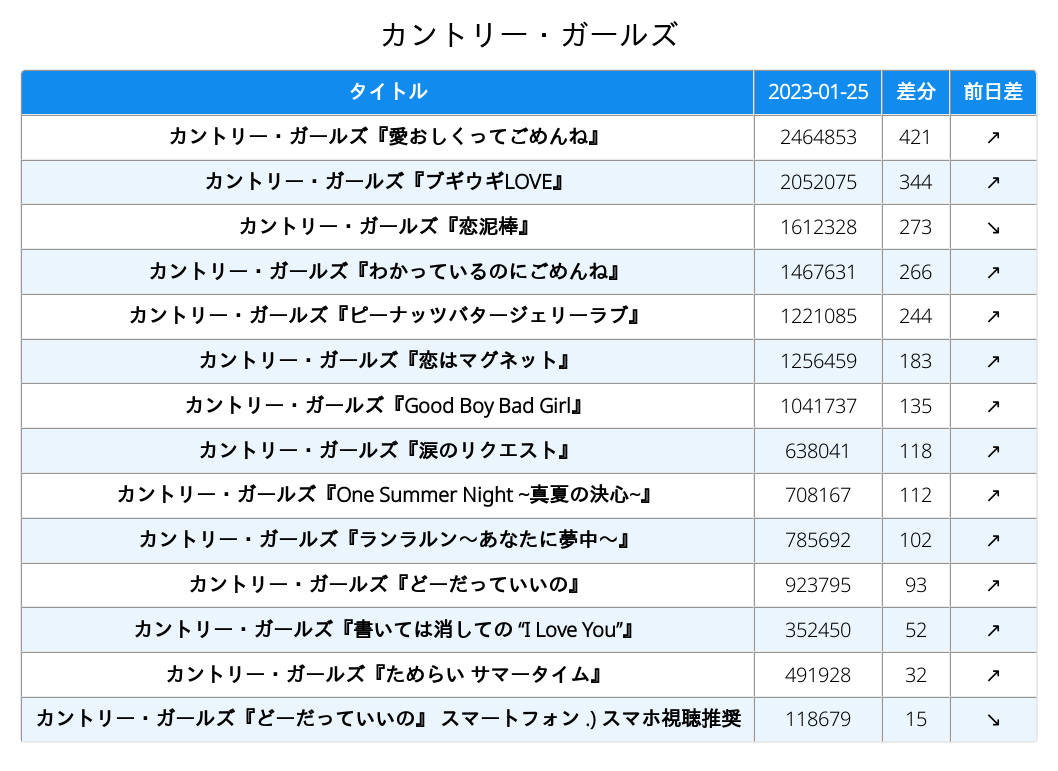 カントリー・ガールズ
タイトル 2023-01-25 差分 前日差
カントリー・ガールズ『愛おしくってごめんね』 2464853 421 ↗
カントリー・ガールズ『ブギウギLOVE』 2052075 344 ↗
カントリー・ガールズ『恋泥棒』 1612328 273 ↘
カントリー・ガールズ『わかっているのにごめんね』 1467631 266 ↗
カントリー・ガールズ『ピーナッツバタージェリーラブ』 1221085 244 ↗
カントリー・ガールズ『恋はマグネット』 1256459 183 ↗
カントリー・ガールズ『Good Boy Bad Girl』 1041737 135 ↗
カントリー・ガールズ『涙のリクエスト』 638041 118 ↗
カントリー・ガールズ『One Summer Night ~真夏の決心~』 708167 112 ↗
カントリー・ガールズ『ランラルン～あなたに夢中～』 785692 102 ↗
カントリー・ガールズ『どーだっていいの』 923795 93 ↗
カントリー・ガールズ『書いては消しての “I Love You”』 352450 52 ↗
カントリー・ガールズ『ためらい サマータイム』 491928 32 ↗
カントリー・ガールズ『どーだっていいの』 スマートフォン .) スマホ視聴推奨 118679 15 ↘